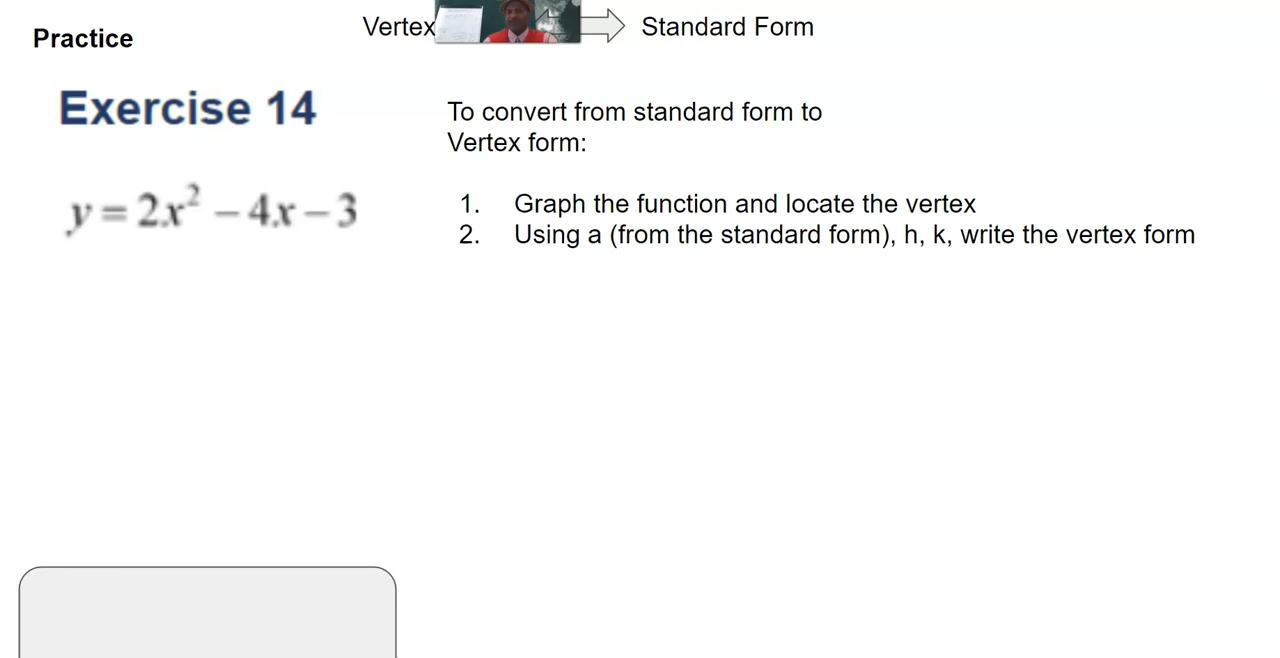 Practice
Vertex Standard Form
Exercise 14
To convert from standard form to
Vertex form:
y = 2x² – 4x – 3
1. Graph the function and locate the vertex
2. Using a (from the standard form), h, k, write the vertex form